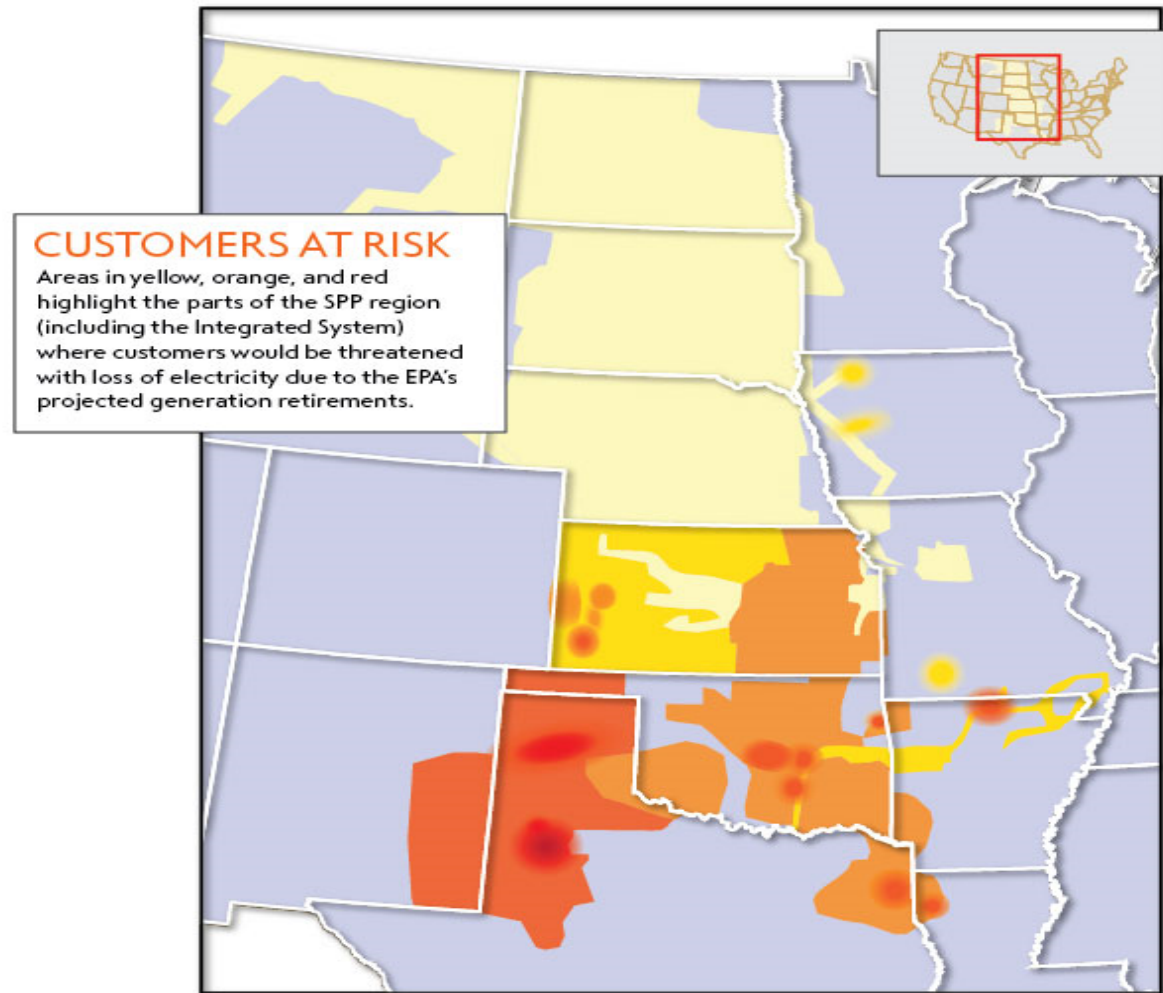 CUSTOMERS AT RISK
Areas in yellow, orange, and red
highlight the parts of the SPP region
(including the Integrated System)
where customers would be threatened
with loss of electricity due to the EPA's
projected generation retirements.